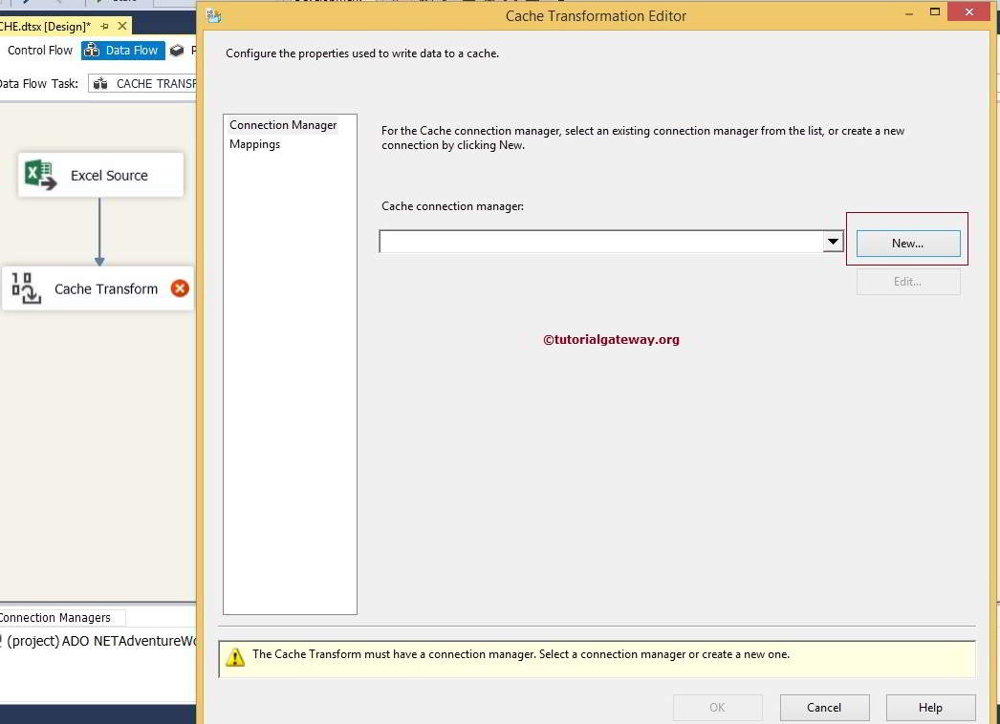 Cache Transformation Editor
CHE.dtsx [Design]*
Control Flow
Data Flow
Data Flow Task:
CACHE TRANSF
Excel Source
Cache Transform
Connection Managers
(project) ADO NETAdventureWo
Configure the properties used to write data to a cache.
Connection Manager
Mappings
For the Cache connection manager, select an existing connection manager from the list, or create a new
connection by clicking New.
Cache connection manager:
New...
Edit...
©tutorialgateway.org
The Cache Transform must have a connection manager. Select a connection manager or create a new one.
OK
Cancel
Help